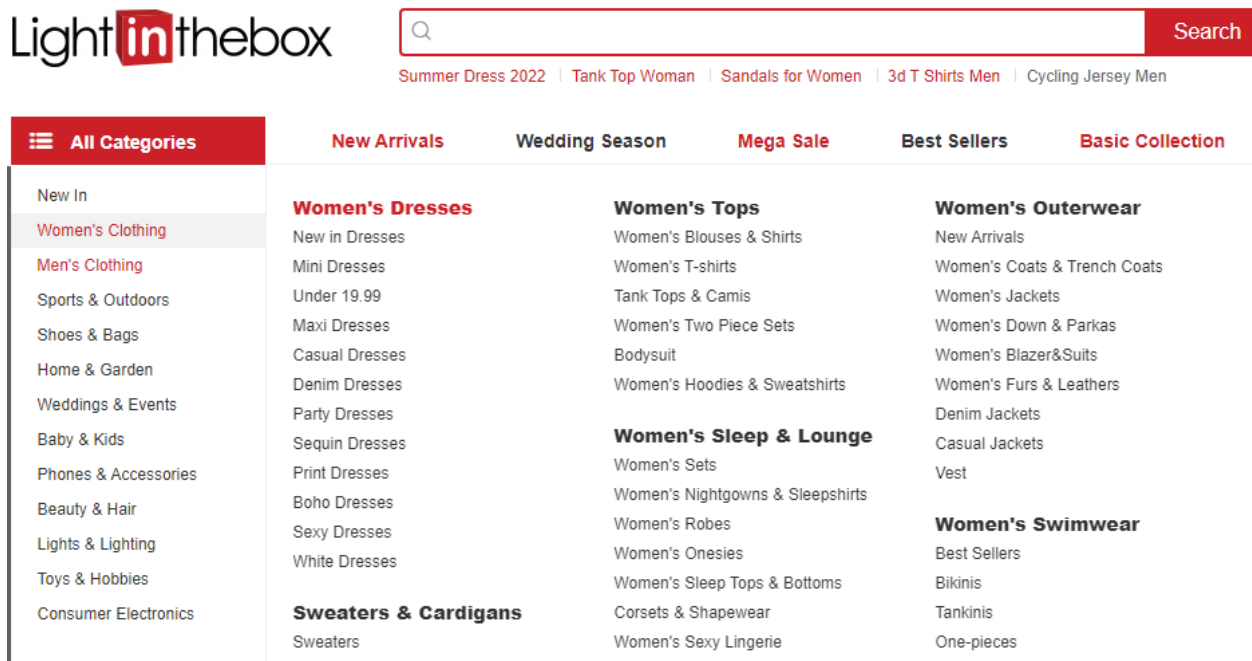 Lightinthebox
Search
Summer Dress 2022 | Tank Top Woman | Sandals for Women | 3d T Shirts Men | Cycling Jersey Men
All Categories
New Arrivals
Wedding Season
Mega Sale
Best Sellers
Basic Collection
New In
Women's Clothing
Men's Clothing
Sports & Outdoors
Shoes & Bags
Home & Garden
Weddings & Events
Baby & Kids
Phones & Accessories
Beauty & Hair
Lights & Lighting
Toys & Hobbies
Consumer Electronics
Women's Dresses
New in Dresses
Mini Dresses
Under 19.99
Maxi Dresses
Casual Dresses
Denim Dresses
Party Dresses
Sequin Dresses
Print Dresses
Boho Dresses
Sexy Dresses
White Dresses
Sweaters & Cardigans
Sweaters
Women's Tops
Women's Blouses & Shirts
Women's T-shirts
Tank Tops & Camis
Women's Two Piece Sets
Bodysuit
Women's Hoodies & Sweatshirts
Women's Sleep & Lounge
Women's Sets
Women's Nightgowns & Sleepshirts
Women's Robes
Women's Onesies
Women's Sleep Tops & Bottoms
Corsets & Shapewear
Women's Sexy Lingerie
Women's Outerwear
New Arrivals
Women's Coats & Trench Coats
Women's Jackets
Women's Down & Parkas
Women's Blazer&Suits
Women's Furs & Leathers
Denim Jackets
Casual Jackets
Vest
Women's Swimwear
Best Sellers
Bikinis
Tankinis
One-pieces